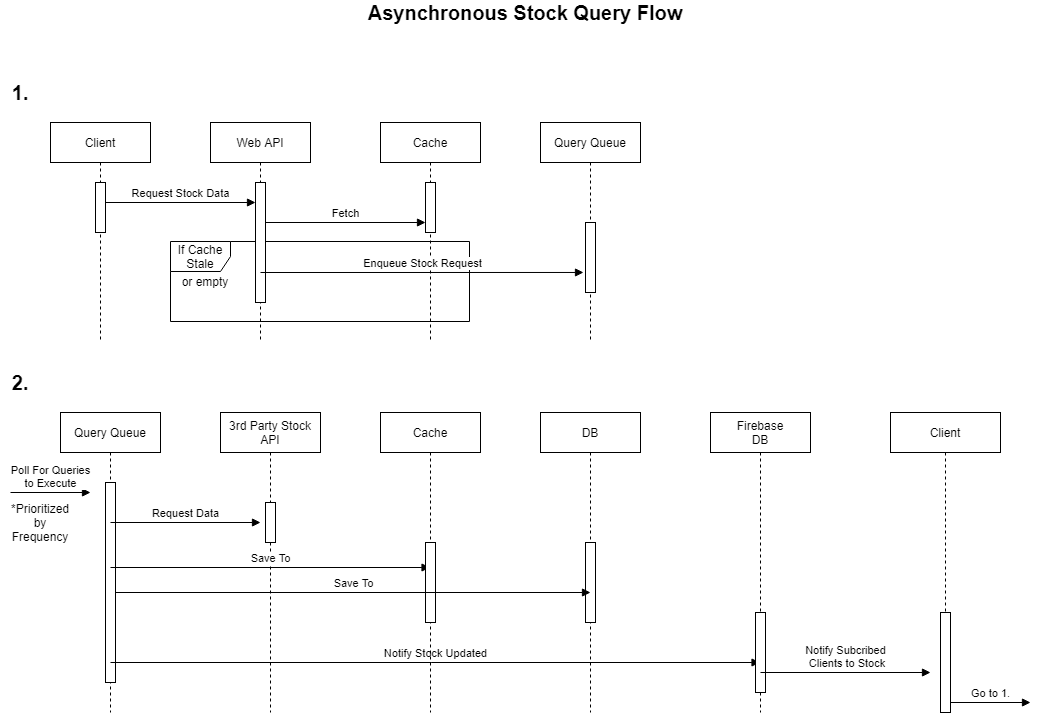 Asynchronous Stock Query Flow
1.
Client
Web API
Cache
Query Queue
Request Stock Data
Fetch
If Cache
Stale
or empty
Enqueue Stock Request
2.
Query Queue
3rd Party Stock
API
Cache
DB
Firebase
DB
Client
Poll For Queries
to Execute
*Prioritized
by
Frequency
Request Data
Save To
Save To
Notify Stock Updated
Notify Subcribed
Clients to Stock
Go to 1.